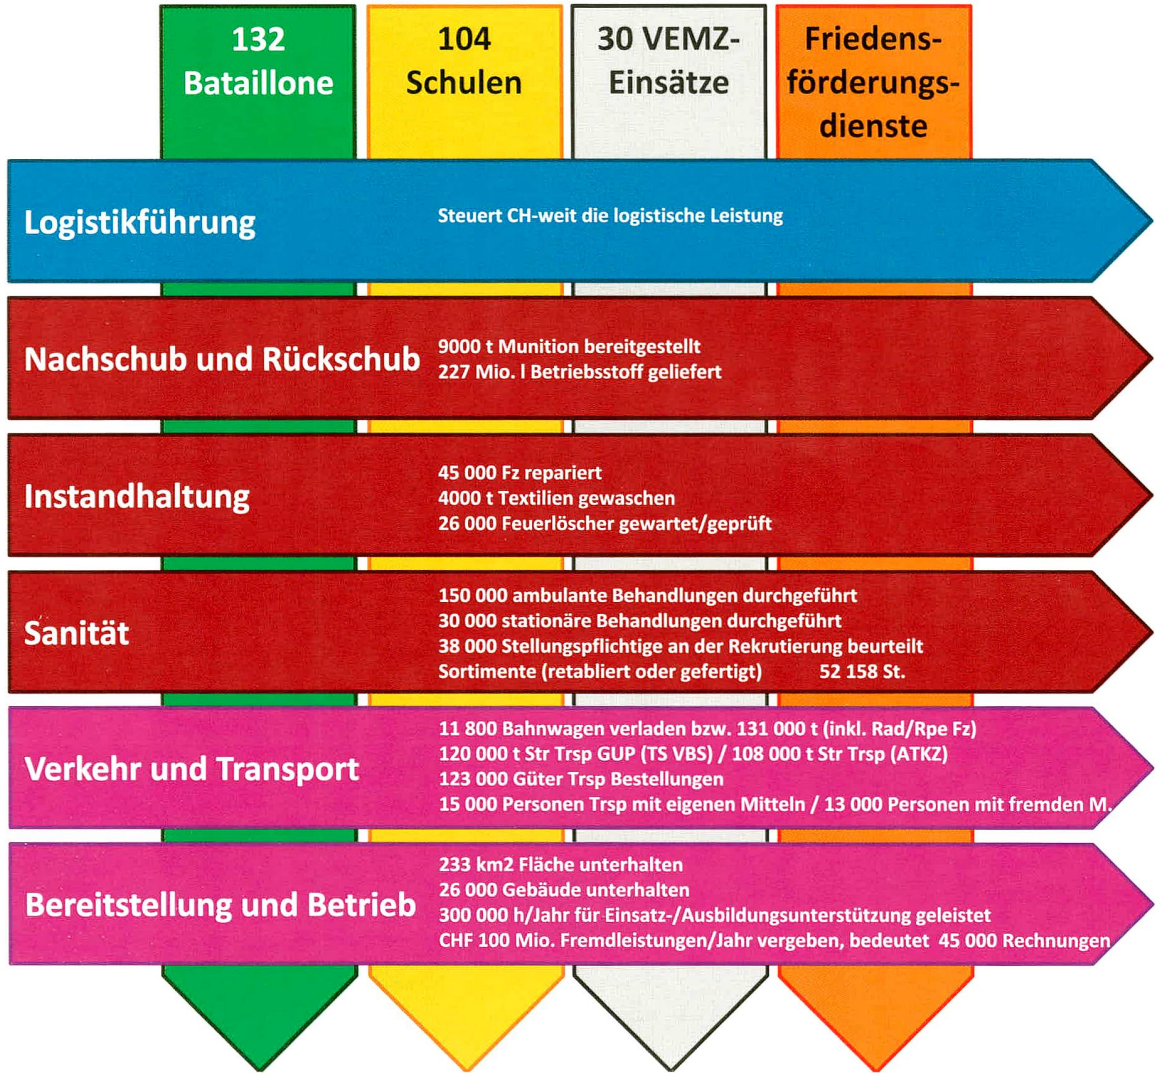 132
Bataillone
104
Schulen
30 VEMZ-
Einsätze
Friedens-
förderungs-
dienste
Logistikführung
Steuert CH-weit die logistische Leistung
Nachschub und Rückschub
9000 t Munition bereitgestellt
227 Mio. l Betriebsstoff geliefert
Instandhaltung
45 000 Fz repariert
4000 t Textilien gewaschen
26 000 Feuerlöscher gewartet/geprüft
Sanität
150 000 ambulante Behandlungen durchgeführt
30 000 stationäre Behandlungen durchgeführt
38 000 Stellungspflichtige an der Rekrutierung beurteilt
Sortimente (retabliert oder gefertigt) 52 158 St.
Verkehr und Transport
11 800 Bahnwagen verladen bzw. 131 000 t (inkl. Rad/Rpe Fz)
120 000 t Str Trsp GUP (TS VBS) / 108 000 t Str Trsp (ATKZ)
123 000 Güter Trsp Bestellungen
15 000 Personen Trsp mit eigenen Mitteln / 13 000 Personen mit fremden M.
Bereitstellung und Betrieb
233 km2 Fläche unterhalten
26 000 Gebäude unterhalten
300 000 h/Jahr für Einsatz-/Ausbildungsunterstützung geleistet
CHF 100 Mio. Fremdleistungen/Jahr vergeben, bedeutet 45 000 Rechnungen